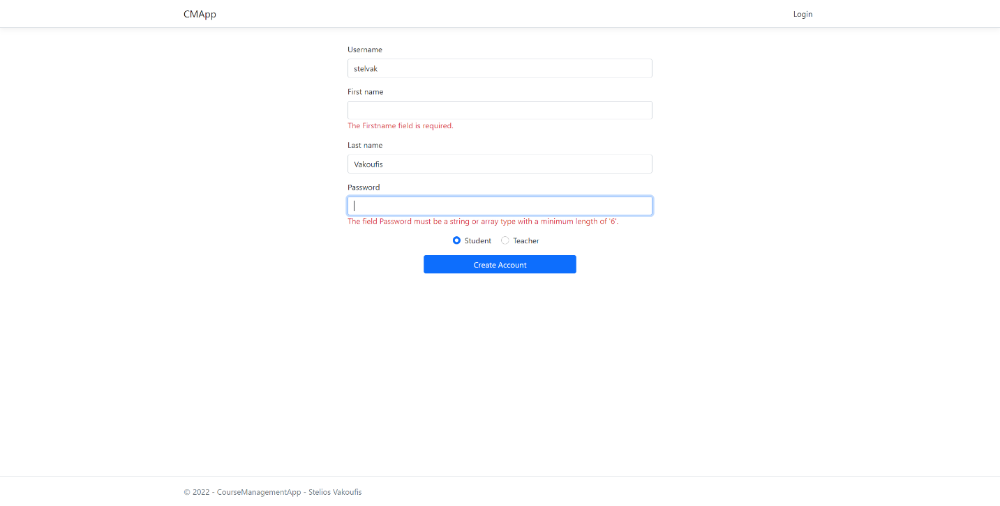 CMApp
Login
Username
stelvak
First name
The Firstname field is required.
Last name
Vakoufis
Password
The field Password must be a string or array type with a minimum length of '6'.
Student
Teacher
Create Account
© 2022 - CourseManagementApp - Stelios Vakoufis